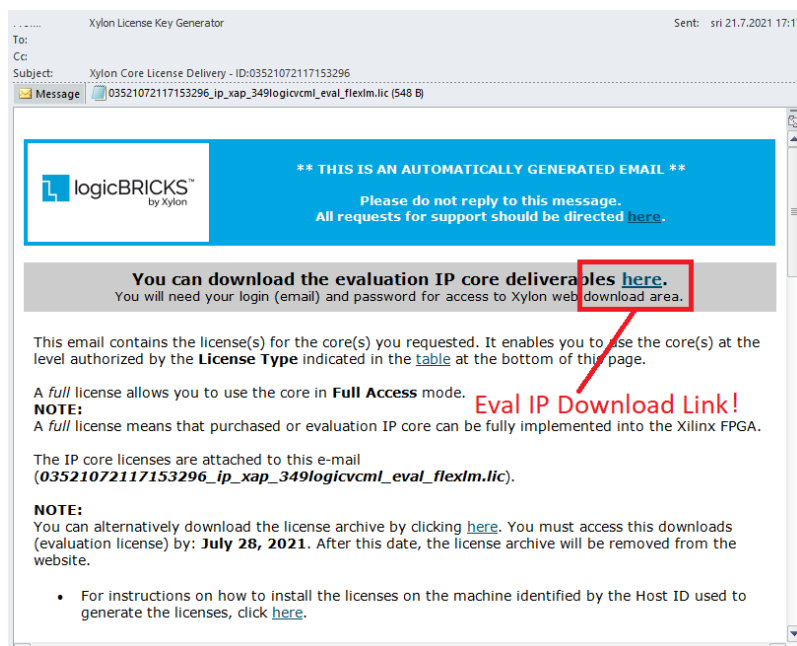 Xylon License Key Generator
Sent: sri 21.7.2021 17:1
To:
Cc:
Subject: Xylon Core License Delivery - ID:03521072117153296
Message 03521072117153296_ip_xap_349logicvcml_eval_flexlm.lic (548 B)
logicBRICKS™
by Xylon
** THIS IS AN AUTOMATICALLY GENERATED EMAIL **
Please do not reply to this message.
All requests for support should be directed here.
You can download the evaluation IP core deliverables here.
You will need your login (email) and password for access to Xylon web download area.
This email contains the license(s) for the core(s) you requested. It enables you to use the core(s) at the
level authorized by the License Type indicated in the table at the bottom of this page.
A full license allows you to use the core in Full Access mode.
Eval IP Download Link!
NOTE:
A full license means that purchased or evaluation IP core can be fully implemented into the Xilinx FPGA.
The IP core licenses are attached to this e-mail
(03521072117153296_ip_xap_349logicvcml_eval_flexlm.lic).
NOTE:
You can alternatively download the license archive by clicking here. You must access this downloads
(evaluation license) by: July 28, 2021. After this date, the license archive will be removed from the
website.
• For instructions on how to install the licenses on the machine identified by the Host ID used to
generate the licenses, click here.